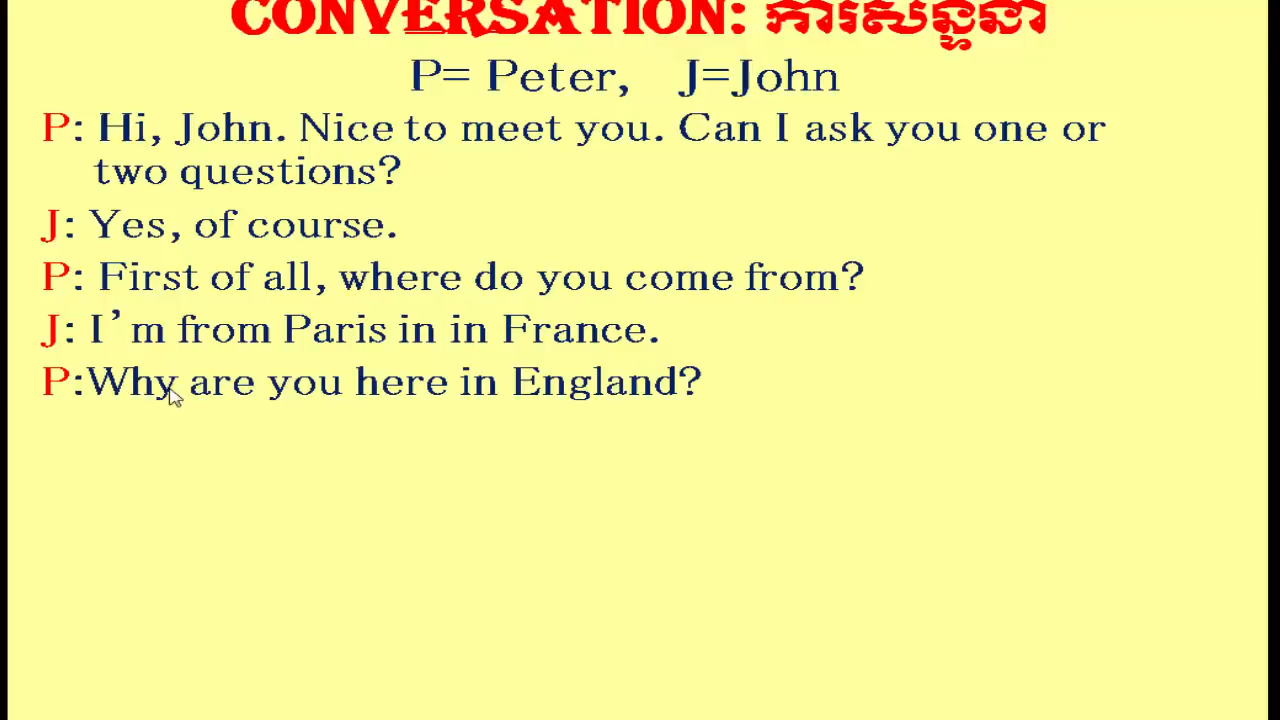 CONVERSATION: ការសន្ទនា
P= Peter, J=John
P: Hi, John. Nice to meet you. Can I ask you one or
two questions?
J: Yes, of course.
P: First of all, where do you come from?
J: I’m from Paris in in France.
P:Why are you here in England?